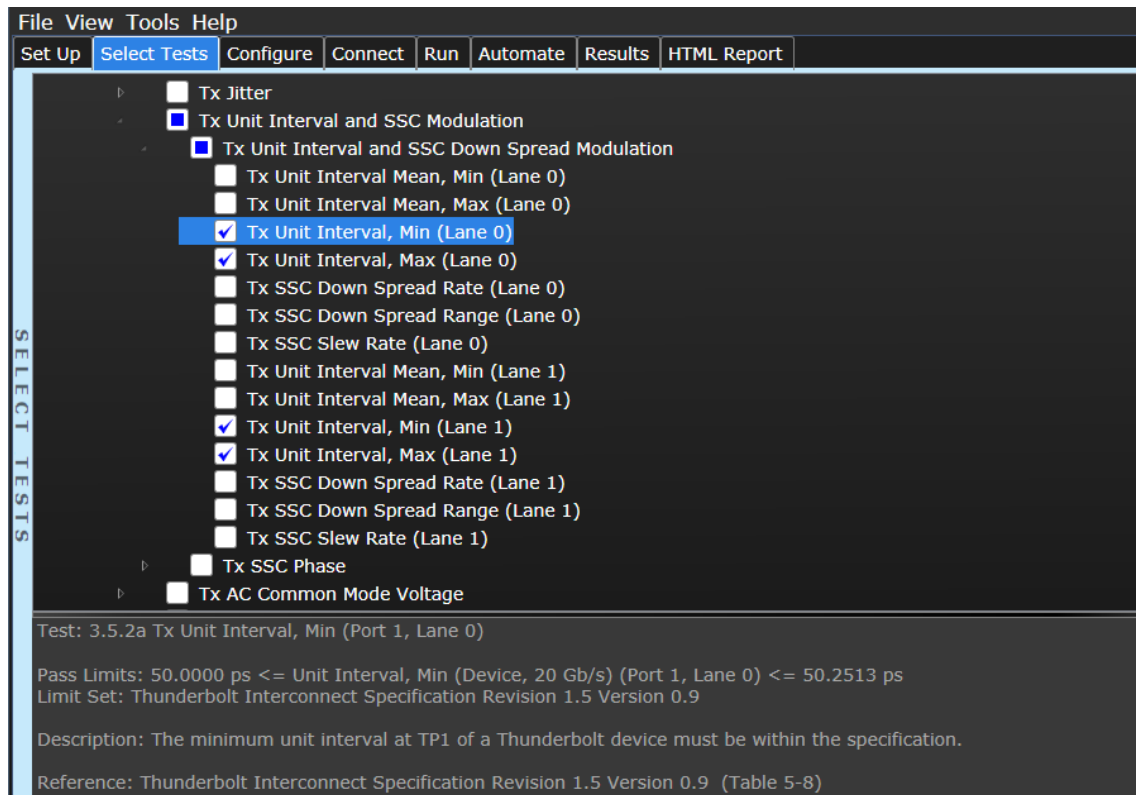 File View Tools Help
Set Up Select Tests Configure Connect Run Automate Results HTML Report
Tx Jitter
Tx Unit Interval and SSC Modulation
Tx Unit Interval and SSC Down Spread Modulation
Tx Unit Interval Mean, Min (Lane 0)
Tx Unit Interval Mean, Max (Lane 0)
Tx Unit Interval, Min (Lane 0)
Tx Unit Interval, Max (Lane 0)
Tx SSC Down Spread Rate (Lane 0)
Tx SSC Down Spread Range (Lane 0)
Tx SSC Slew Rate (Lane 0)
Tx Unit Interval Mean, Min (Lane 1)
Tx Unit Interval Mean, Max (Lane 1)
Tx Unit Interval, Min (Lane 1)
Tx Unit Interval, Max (Lane 1)
Tx SSC Down Spread Rate (Lane 1)
Tx SSC Down Spread Range (Lane 1)
Tx SSC Slew Rate (Lane 1)
Tx SSC Phase
Tx AC Common Mode Voltage
SELECT TESTS
Test: 3.5.2a Tx Unit Interval, Min (Port 1, Lane 0)
Pass Limits: 50.0000 ps <= Unit Interval, Min (Device, 20 Gb/s) (Port 1, Lane 0) <= 50.2513 ps
Limit Set: Thunderbolt Interconnect Specification Revision 1.5 Version 0.9
Description: The minimum unit interval at TP1 of a Thunderbolt device must be within the specification.
Reference: Thunderbolt Interconnect Specification Revision 1.5 Version 0.9 (Table 5-8)